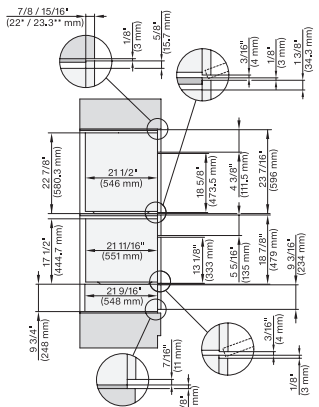 7/8 / 15/16"
(22* / 23.3** mm)
1/8"
(3 mm)
5/8"
(15.7 mm)
3/16"
(4 mm)
1/8"
(3 mm)
1 3/8"
(34.3 mm)
22 7/8"
(580.3 mm)
21 1/2"
(546 mm)
18 5/8"
(473.5 mm)
4 3/8"
(111.5 mm)
23 7/16"
(596 mm)
17 1/2"
(444.7 mm)
21 11/16"
(551 mm)
13 1/8"
(333 mm)
5 5/16"
(135 mm)
18 7/8"
(479 mm)
9 3/16"
(234 mm)
21 9/16"
(548 mm)
9 3/4"
(248 mm)
7/16"
(11 mm)
3/16"
(4 mm)
1/8"
(3 mm)